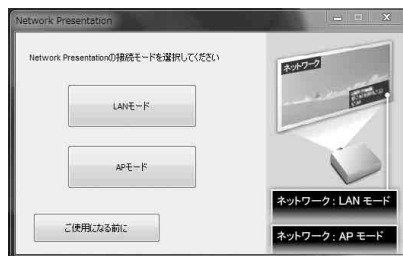 Network Presentation
Network Presentationの接続モードを選択してください
LANモード
APモード
ご使用になる前に
ネットワーク
ネットワーク : LAN モード
ネットワーク : AP モード